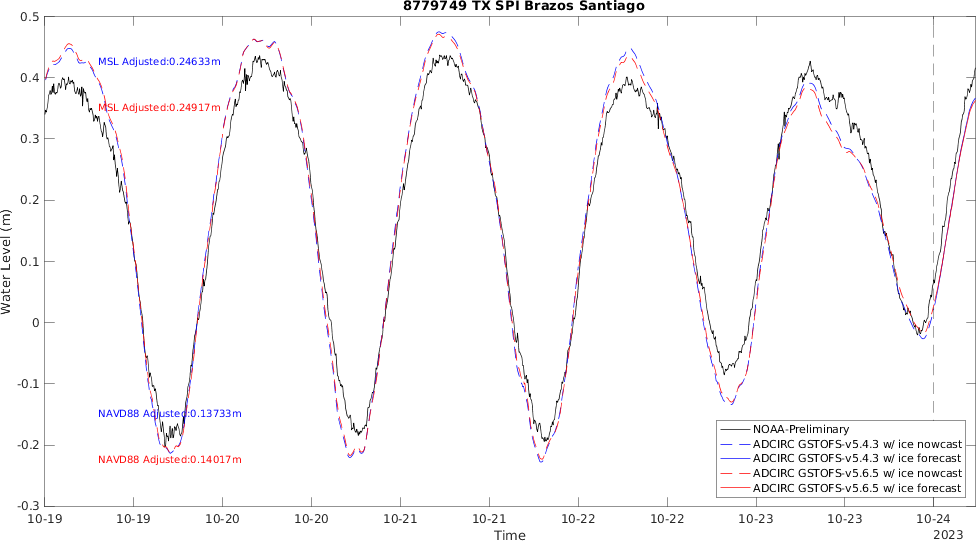 8779749 TX SPI Brazos Santiago
0.5
0.4
0.3
0.2
0.1
0
-0.1
-0.2
-0.3
Water Level (m)
MSL Adjusted:0.24633m
MSL Adjusted:0.24917m
NAVD88 Adjusted:0.13733m
NAVD88 Adjusted:0.14017m
NOAA-Preliminary
ADCIRC GSTOFS-v5.4.3 w/ ice nowcast
ADCIRC GSTOFS-v5.4.3 w/ ice forecast
ADCIRC GSTOFS-v5.6.5 w/ ice nowcast
ADCIRC GSTOFS-v5.6.5 w/ ice forecast
10-19 10-19 10-20 10-20 10-21 10-21 10-22 10-22 10-23 10-23 10-24
2023
Time